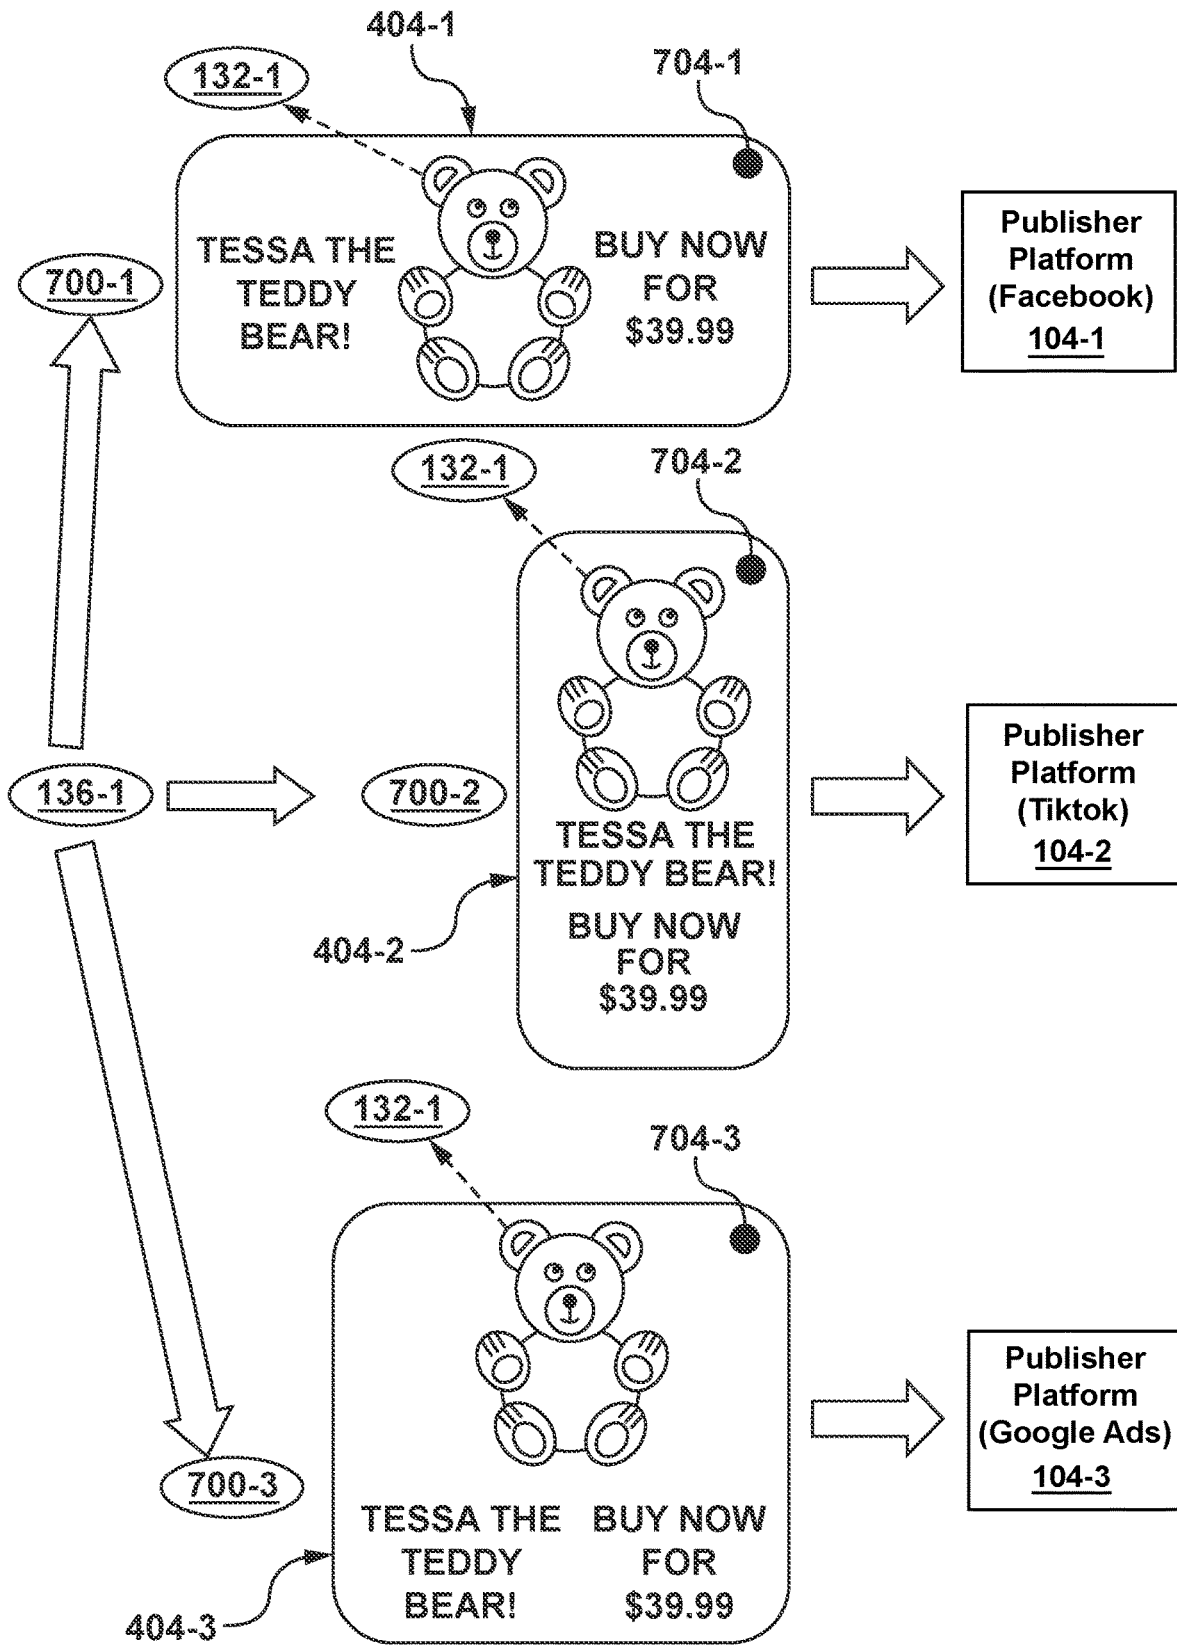 404-1
132-1
704-1
TESSA THE
TEDDY
BEAR!
BUY NOW
FOR
$39.99
700-1
Publisher
Platform
(Facebook)
104-1
132-1
704-2
136-1
700-2
TESSA THE
TEDDY BEAR!
BUY NOW
FOR
$39.99
404-2
Publisher
Platform
(Tiktok)
104-2
132-1
704-3
700-3
TESSA THE
TEDDY
BEAR!
BUY NOW
FOR
$39.99
404-3
Publisher
Platform
(Google Ads)
104-3